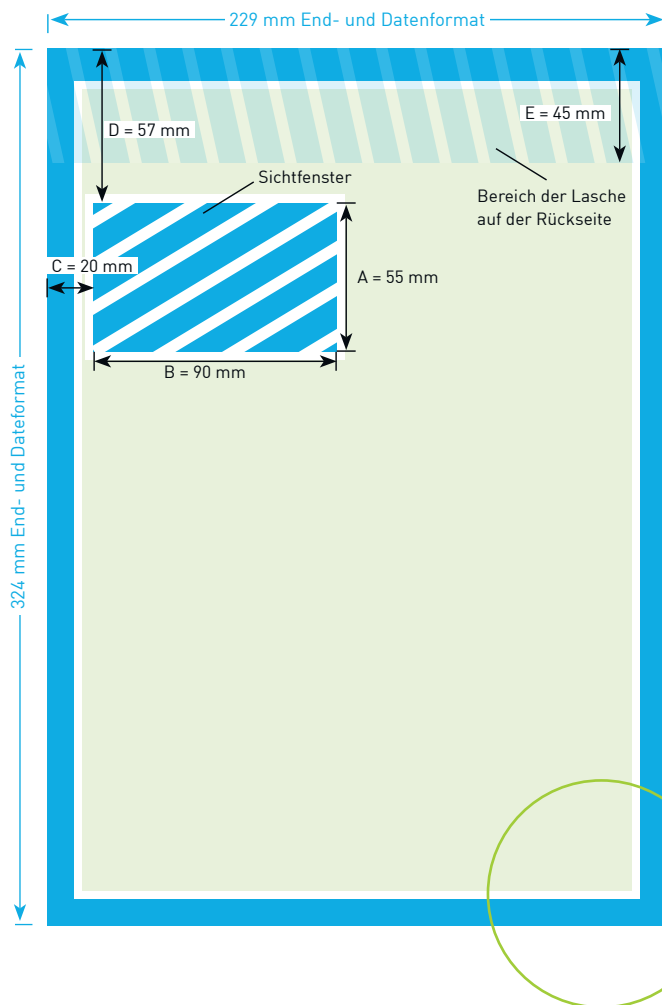 229 mm End- und Datenformat
D = 57 mm
E = 45 mm
Sichtfenster
Bereich der Lasche
auf der Rückseite
C = 20 mm
A = 55 mm
B = 90 mm
324 mm End- und Dateformat